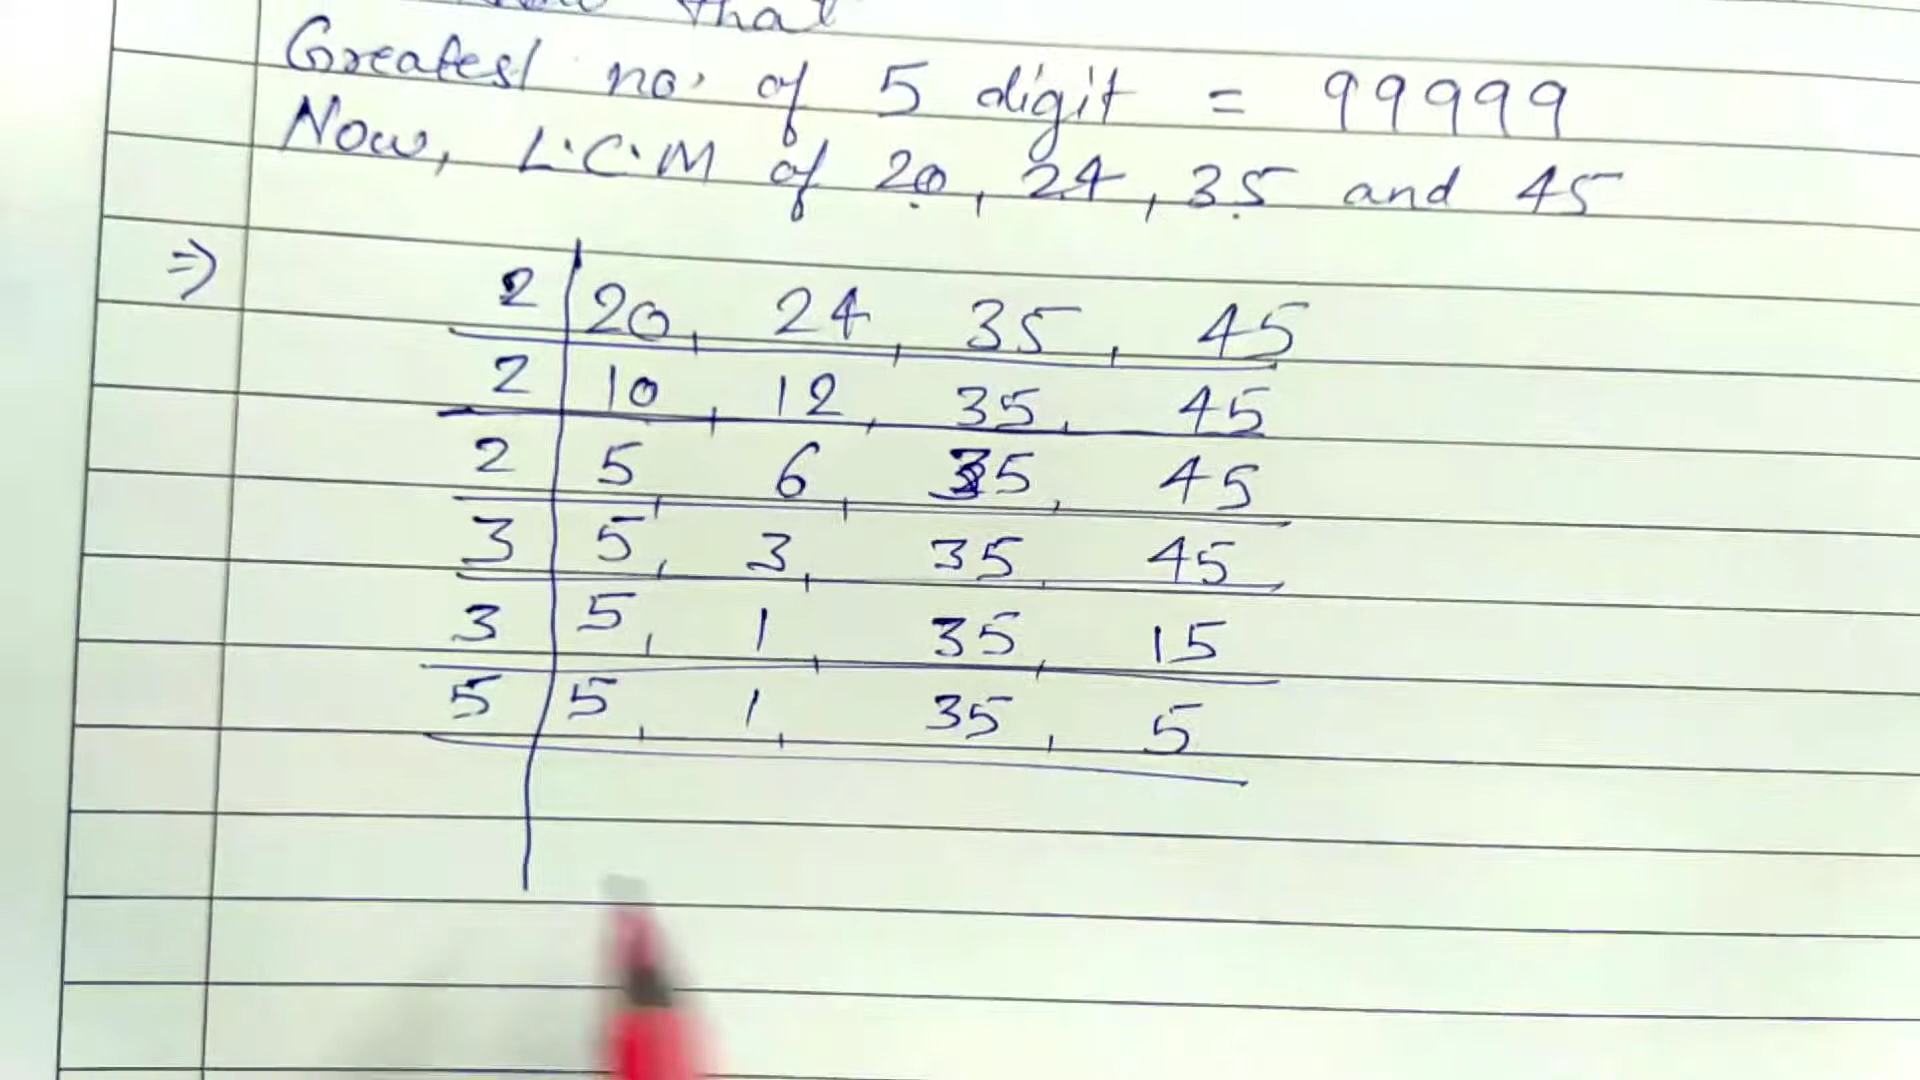 that
Greatest no. of 5 digit = 99999
Now, L.C.M of 20, 24, 35 and 45
⇒ 2 | 20, 24, 35, 45
2 | 10, 12, 35, 45
2 | 5, 6, 35, 45
3 | 5, 3, 35, 45
3 | 5, 1, 35, 15
5 | 5, 1, 35, 5